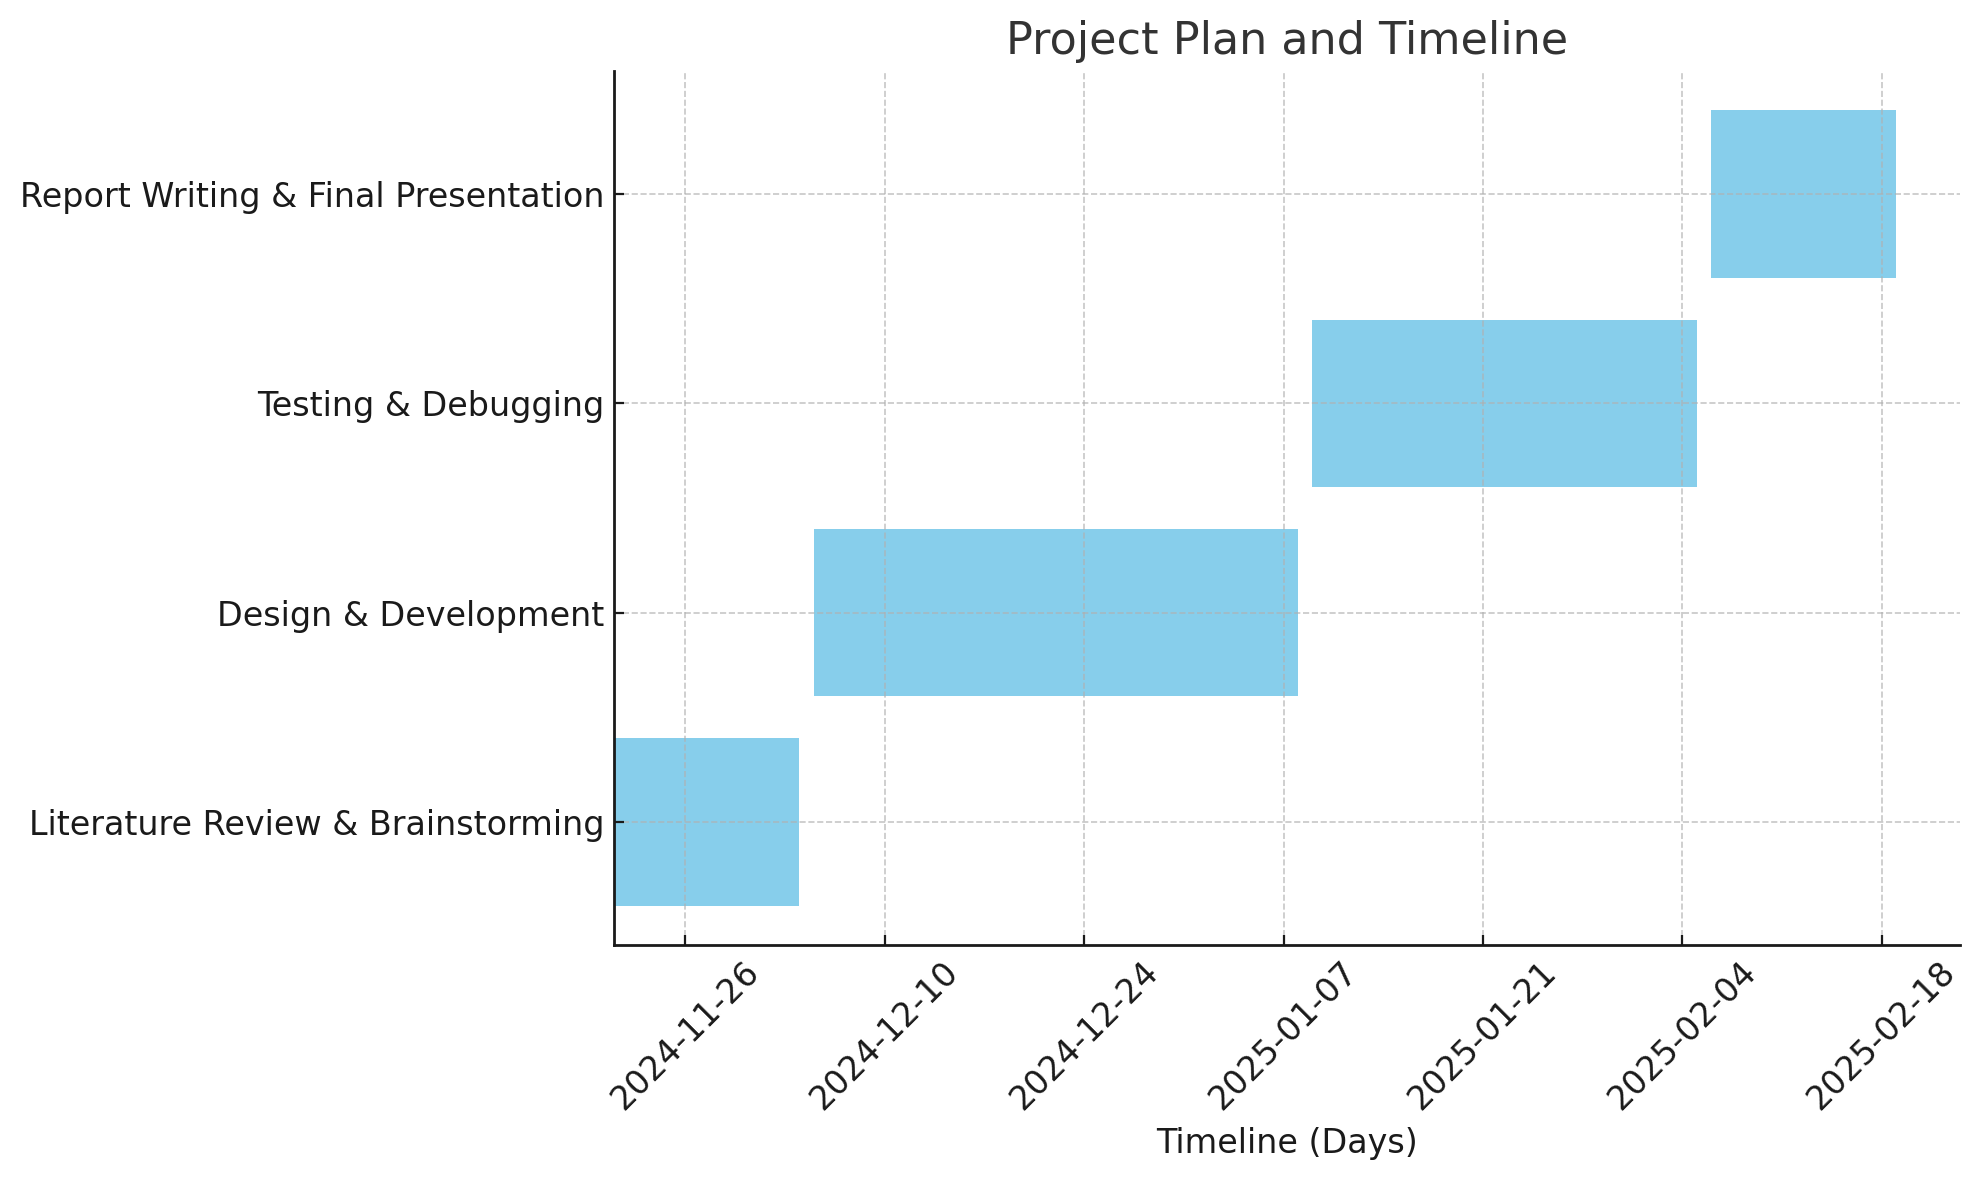 Project Plan and Timeline
Report Writing & Final Presentation
Testing & Debugging
Design & Development
Literature Review & Brainstorming
2024-11-26
2024-12-10
2024-12-24
2025-01-07
2025-01-21
2025-02-04
2025-02-18
Timeline (Days)